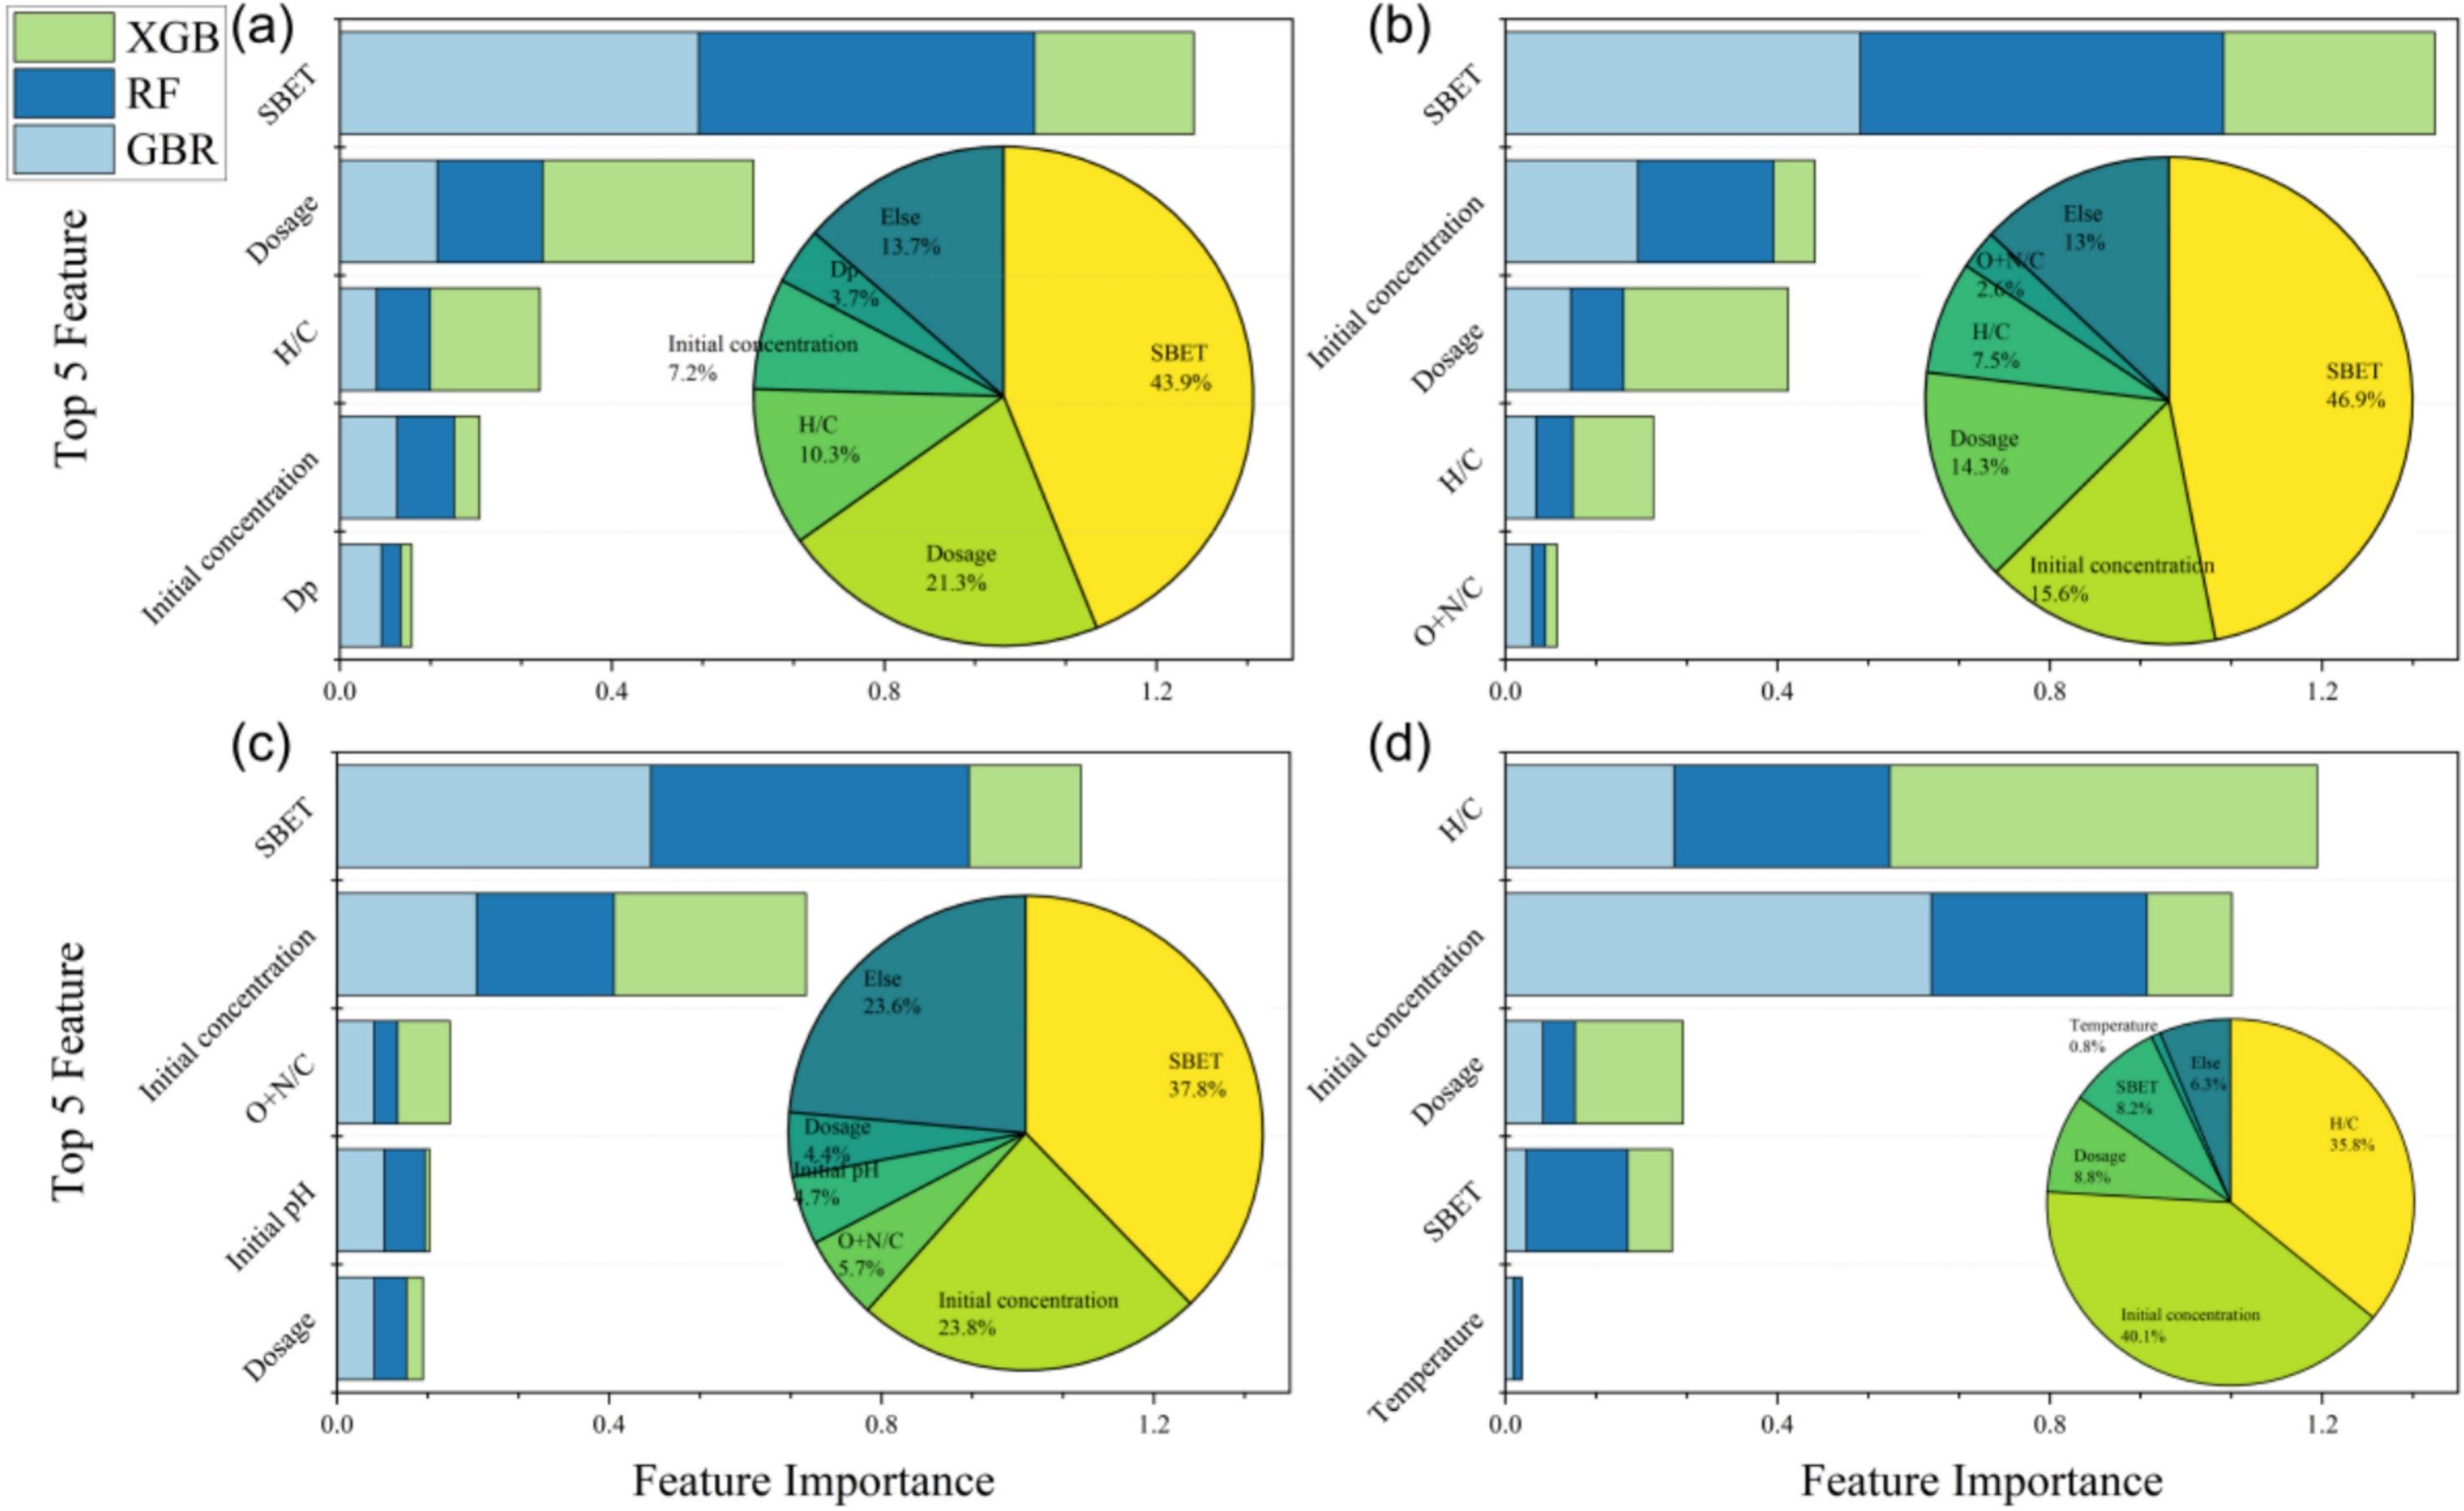 XGB
RF
GBR
(a)
Top 5 Feature
SBET
Dosage
H/C
Initial concentration
Dp
Else
13.7%
Dp
3.7%
Initial concentration
7.2%
H/C
10.3%
Dosage
21.3%
SBET
43.9%
0.0 0.4 0.8 1.2
(b)
SBET
Initial concentration
Dosage
H/C
O+N/C
Else
13%
O+N/C
2.6%
H/C
7.5%
Dosage
14.3%
Initial concentration
15.6%
SBET
46.9%
0.0 0.4 0.8 1.2
(c)
Top 5 Feature
SBET
Initial concentration
O+N/C
Initial pH
Dosage
Else
23.6%
Dosage
4.4%
Initial pH
4.7%
O+N/C
5.7%
Initial concentration
23.8%
SBET
37.8%
0.0 0.4 0.8 1.2
Feature Importance
(d)
H/C
Initial concentration
Dosage
SBET
Temperature
Temperature
0.8%
Else
6.3%
SBET
8.2%
Dosage
8.8%
Initial concentration
40.1%
H/C
35.8%
0.0 0.4 0.8 1.2
Feature Importance